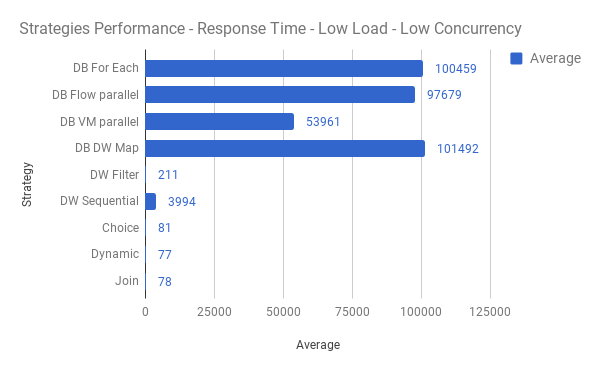 Strategies Performance - Response Time - Low Load - Low Concurrency
Average
DB For Each 100459
DB Flow parallel 97679
DB VM parallel 53961
DB DW Map 101492
DW Filter 211
DW Sequential 3994
Choice 81
Dynamic 77
Join 78
Strategy
0 25000 50000 75000 100000 125000
Average